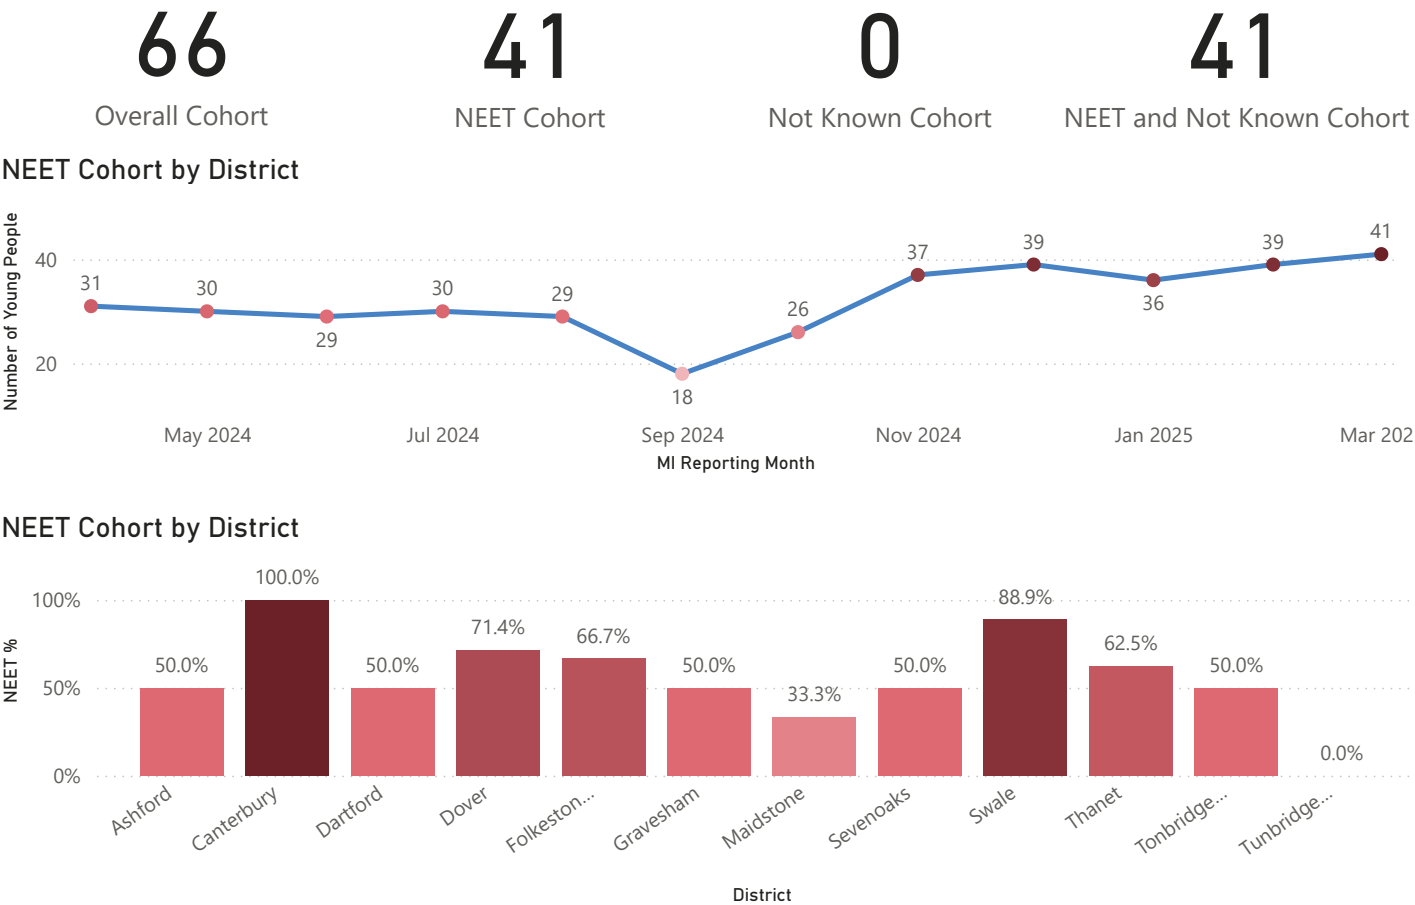 66 41 0 41
Overall Cohort NEET Cohort Not Known Cohort NEET and Not Known Cohort
NEET Cohort by District
Number of Young People
40
20
31 30 29 30 29 18 26 37 39 36 39 41
May 2024 Jul 2024 Sep 2024 Nov 2024 Jan 2025 Mar 202
MI Reporting Month
NEET Cohort by District
NEET %
100%
50%
0%
50.0% 100.0% 50.0% 71.4% 66.7% 50.0% 33.3% 50.0% 88.9% 62.5% 50.0% 0.0%
Ashford Canterbury Dartford Dover Folkeston... Gravesham Maidstone Sevenoaks Swale Thanet Tonbridge... Tunbridge...
District